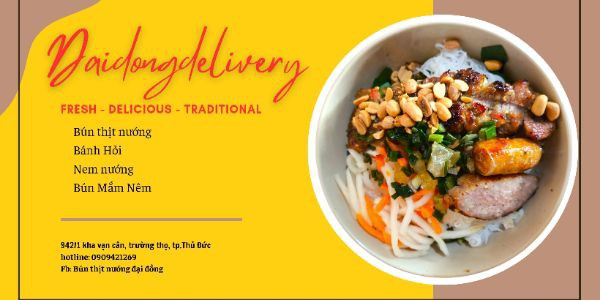 Daidongdelivery
FRESH - DELICIOUS - TRADITIONAL
Bún thịt nướng
Bánh Hỏi
Nem nướng
Bún Mắm Nêm
942/1 kha vạn cân, trường thọ, tp.Thủ Đức
hotline: 0909421269
Fb: Bún thịt nướng đại đồng